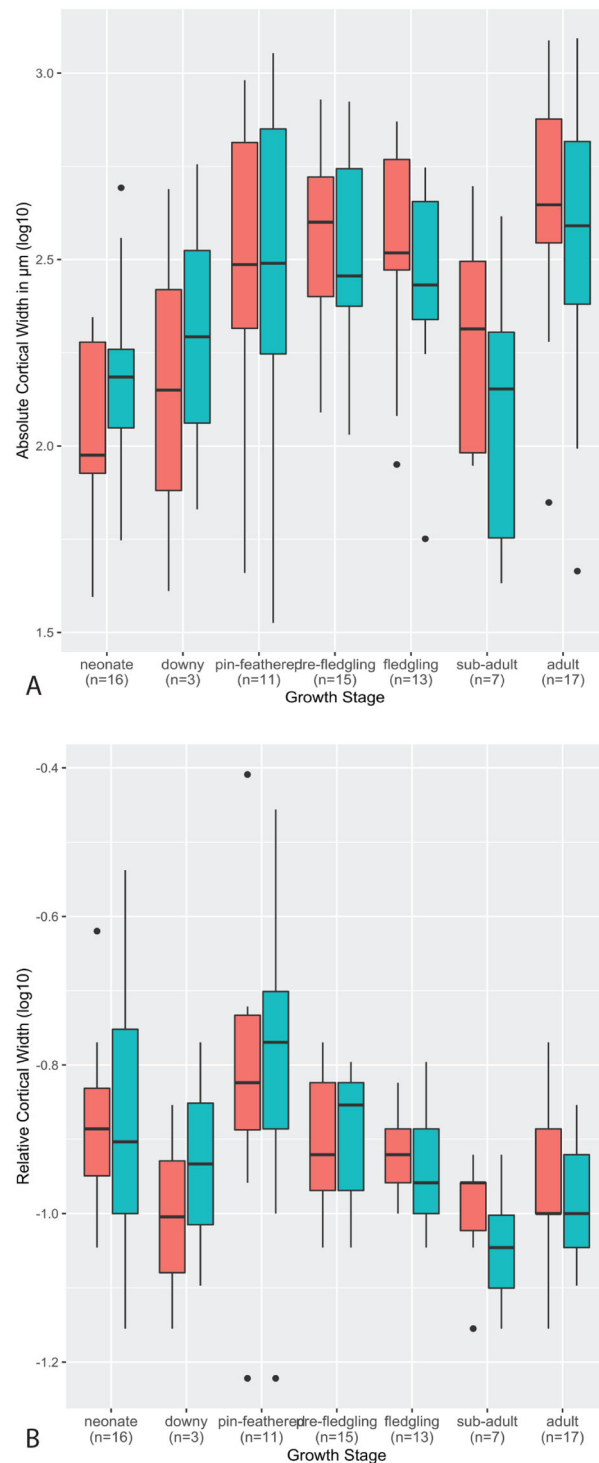 Absolute Cortical Width in µm (log10)
3.0
2.5
2.0
1.5
neonate downy pin-feathered pre-fledgling fledgling sub-adult adult
(n=16) (n=3) (n=11) (n=15) (n=13) (n=7) (n=17)
Growth Stage
A
Relative Cortical Width (log10)
-0.4
-0.6
-0.8
-1.0
-1.2
neonate downy pin-feathered pre-fledgling fledgling sub-adult adult
(n=16) (n=3) (n=11) (n=15) (n=13) (n=7) (n=17)
Growth Stage
B